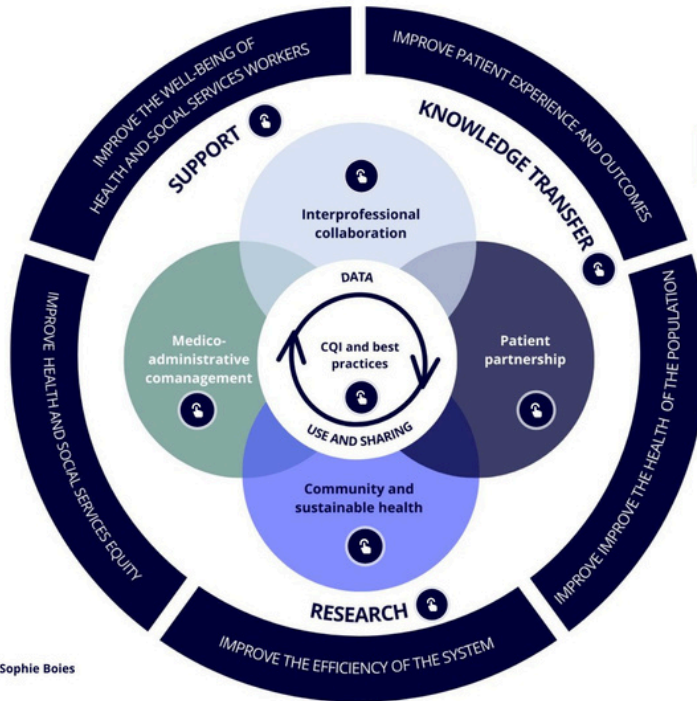 IMPROVE THE WELL-BEING OF
HEALTH AND SOCIAL SERVICES WORKERS
IMPROVE PATIENT EXPERIENCE AND OUTCOMES
SUPPORT
KNOWLEDGE TRANSFER
Interprofessional
collaboration
DATA
Medico-
administrative
comanagement
CQI and best
practices
Patient
partnership
USE AND SHARING
Community and
sustainable health
RESEARCH
IMPROVE HEALTH AND SOCIAL SERVICES EQUITY
IMPROVE IMPROVE THE HEALTH OF THE POPULATION
IMPROVE THE EFFICIENCY OF THE SYSTEM
Sophie Boies